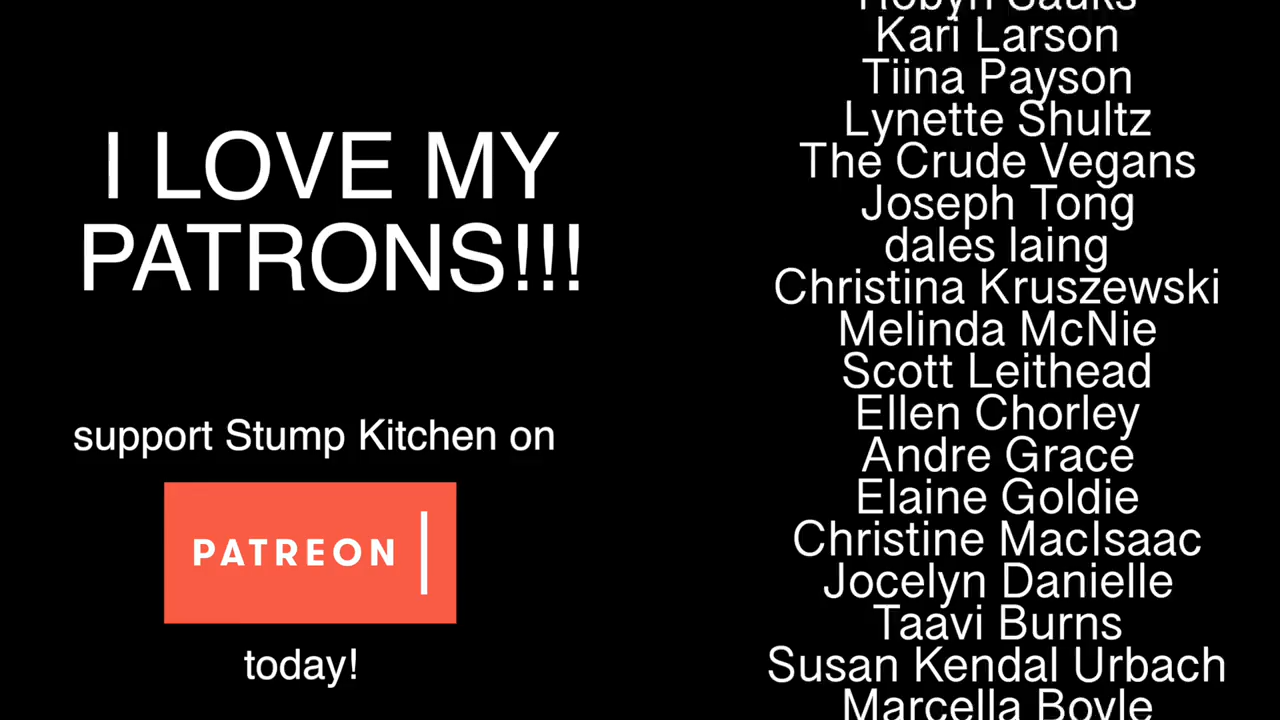 I LOVE MY
PATRONS!!!
support Stump Kitchen on
PATREON
today!
Robyn Sauks
Kari Larson
Tiina Payson
Lynette Shultz
The Crude Vegans
Joseph Tong
dales laing
Christina Kruszewski
Melinda McNie
Scott Leithead
Ellen Chorley
Andre Grace
Elaine Goldie
Christine MacIsaac
Jocelyn Danielle
Taavi Burns
Susan Kendal Urbach
Marcella Boyle